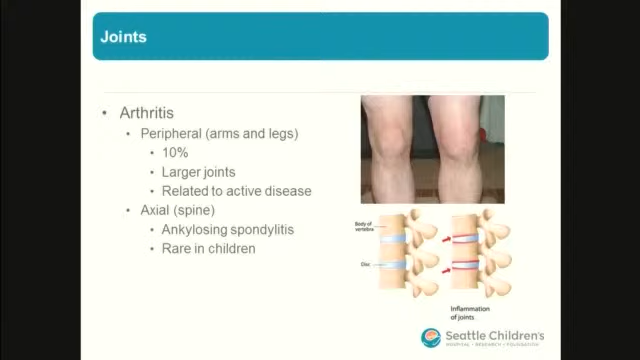 Joints
• Arthritis
• Peripheral (arms and legs)
• 10%
• Larger joints
• Related to active disease
• Axial (spine)
• Ankylosing spondylitis
• Rare in children
Body of
vertebra
Disc
Inflammation
of joints
Seattle Children's
HOSPITAL • RESEARCH • FOUNDATION